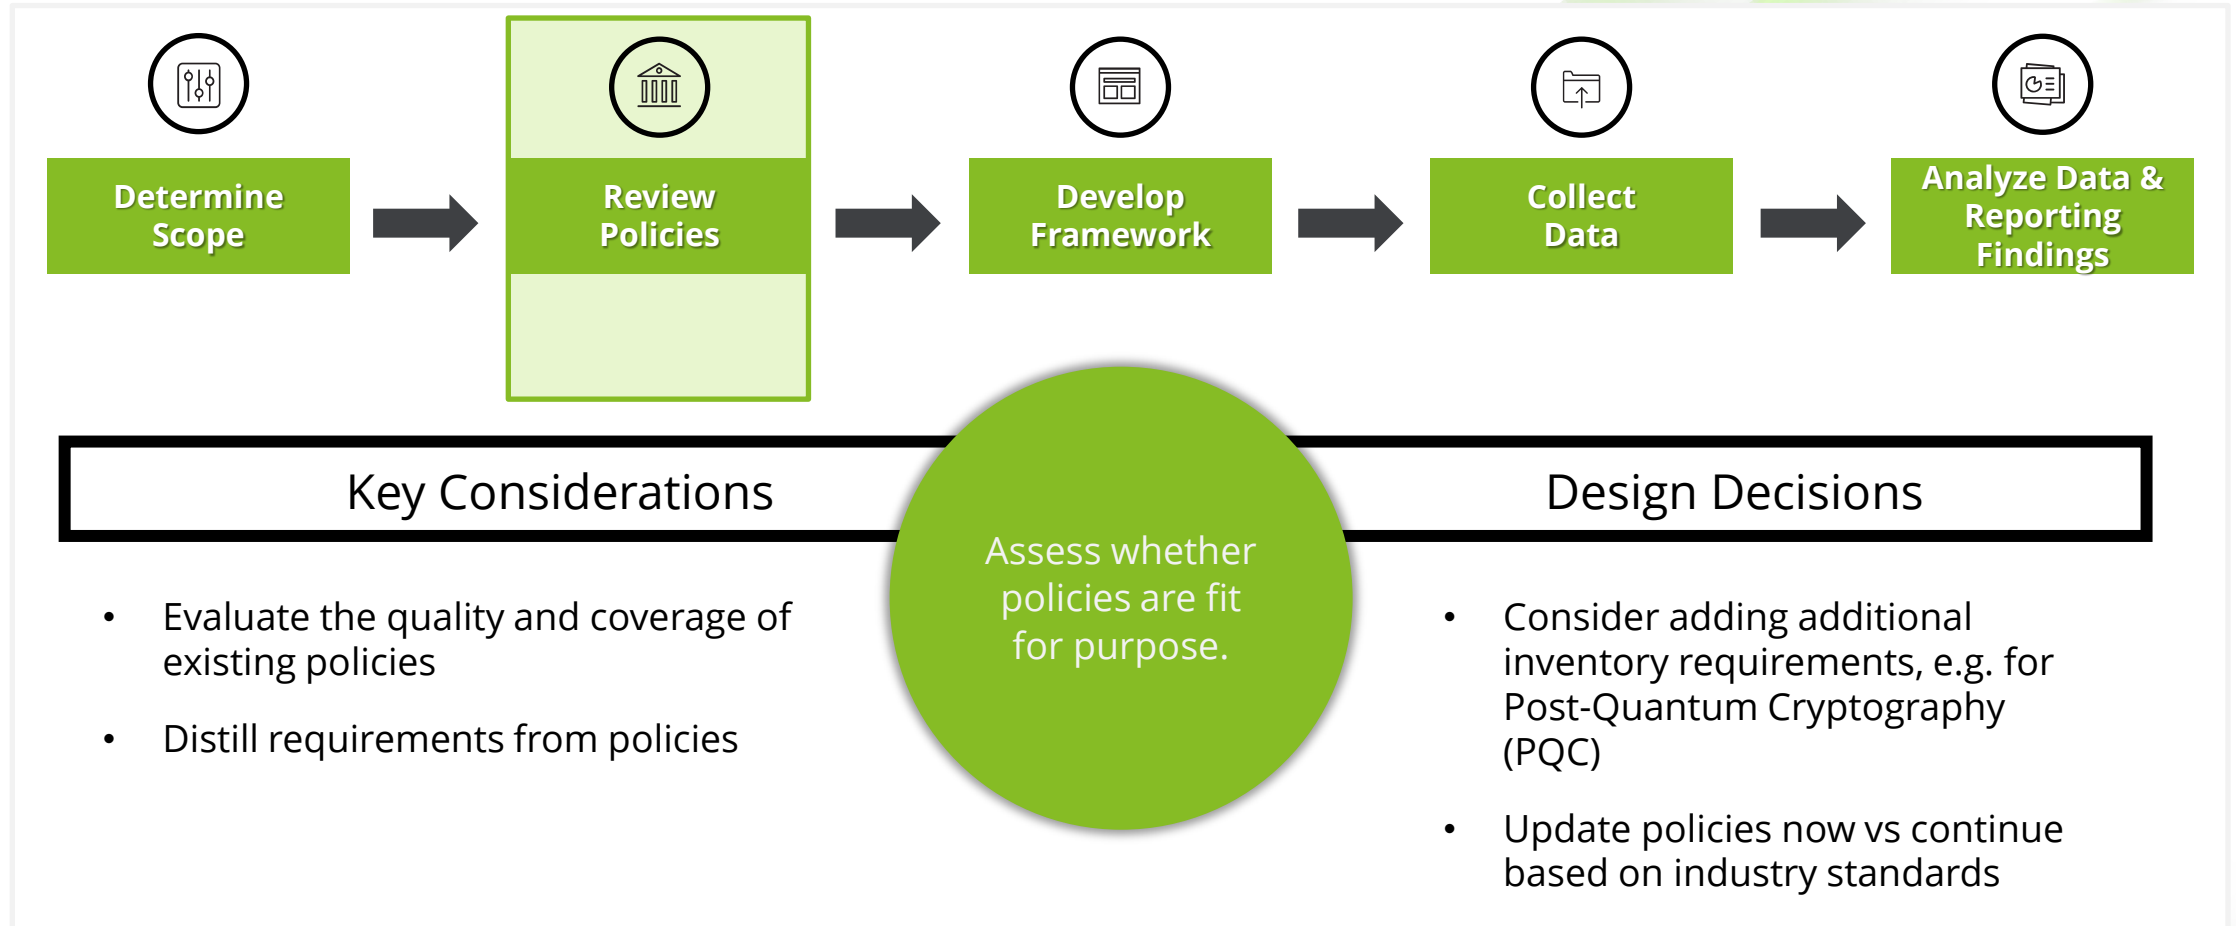 Determine
Scope
Review
Policies
Develop
Framework
Collect
Data
Analyze Data &
Reporting
Findings
Key Considerations
Design Decisions
Assess whether
policies are fit
for purpose.
• Evaluate the quality and coverage of
existing policies
• Distill requirements from policies
• Consider adding additional
inventory requirements, e.g. for
Post-Quantum Cryptography
(PQC)
• Update policies now vs continue
based on industry standards